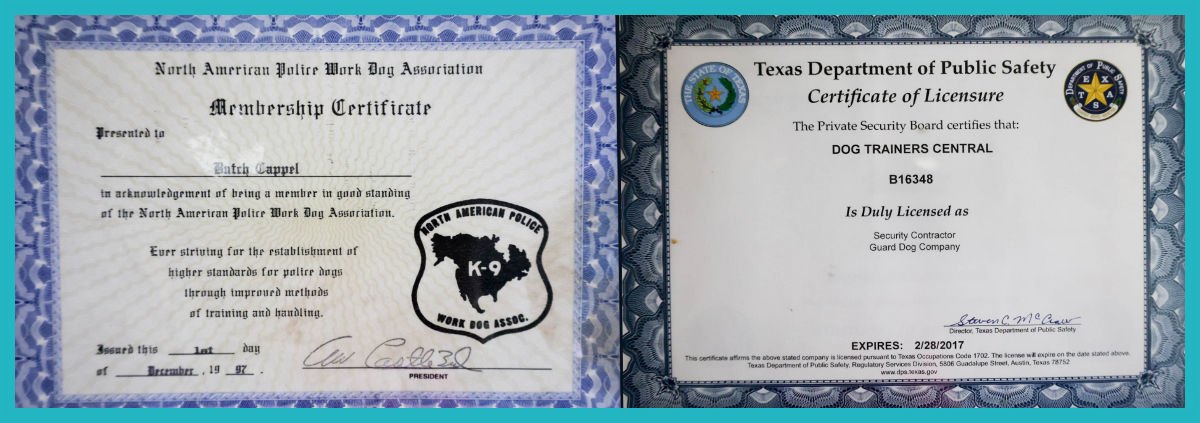 North American Police Work Dog Association
Membership Certificate
Presented to
Butch Cappel
in acknowledgement of being a member in good standing
of the North American Police Work Dog Association.
Ever striving for the establishment of
higher standards for police dogs
through improved methods
of training and handling.
NORTH AMERICAN POLICE
K-9
WORK DOG ASSOC.
Issued this 1st day
of December, 19 97.
PRESIDENT
THE STATE OF TEXAS
Texas Department of Public Safety
Certificate of Licensure
DEPARTMENT OF PUBLIC SAFETY
TEXAS
The Private Security Board certifies that:
DOG TRAINERS CENTRAL
B16348
Is Duly Licensed as
Security Contractor
Guard Dog Company
Steven C. McCraw
Director, Texas Department of Public Safety
EXPIRES: 2/28/2017
This certificate affirms the above stated company is licensed pursuant to Texas Occupations Code 1702. The license will expire on the date stated above.
Texas Department of Public Safety, Regulatory Services Division, 5806 Guadalupe Street, Austin, Texas 78752
www.dps.texas.gov